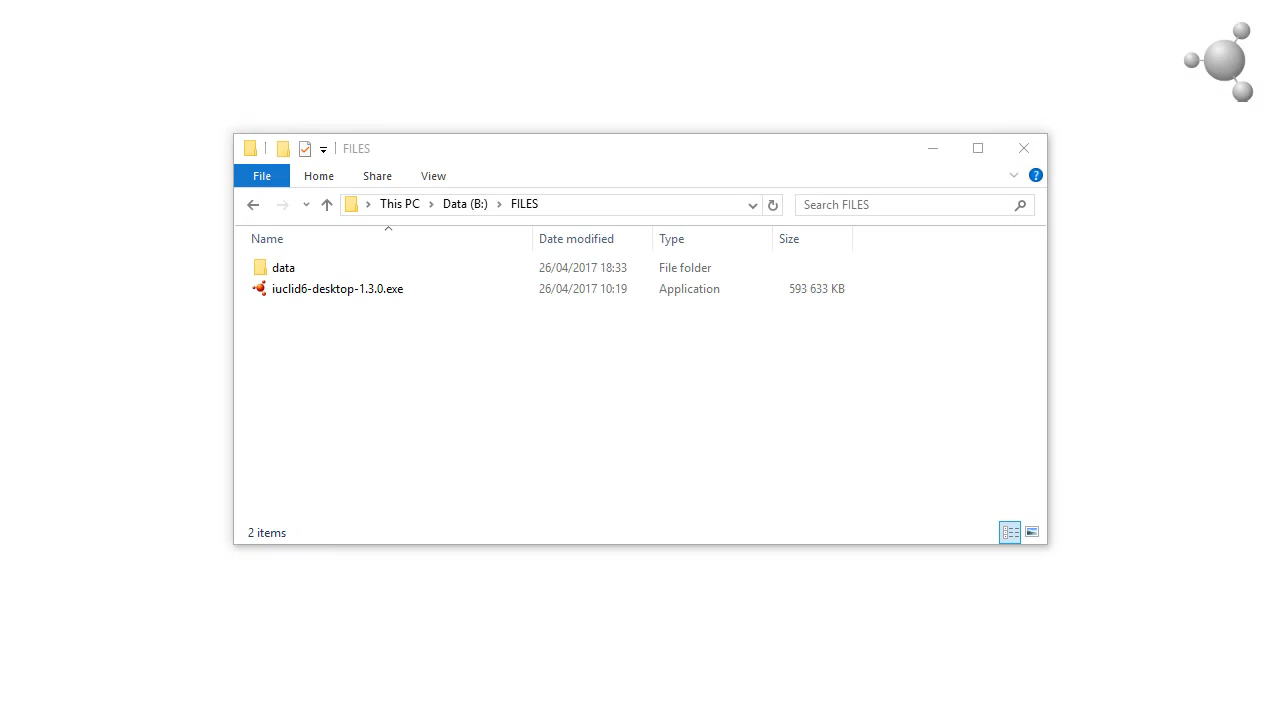 FILES
File Home Share View ?
This PC Data (B:) FILES Search FILES
Name Date modified Type Size
data 26/04/2017 18:33 File folder
iuclid6-desktop-1.3.0.exe 26/04/2017 10:19 Application 593 633 KB
2 items